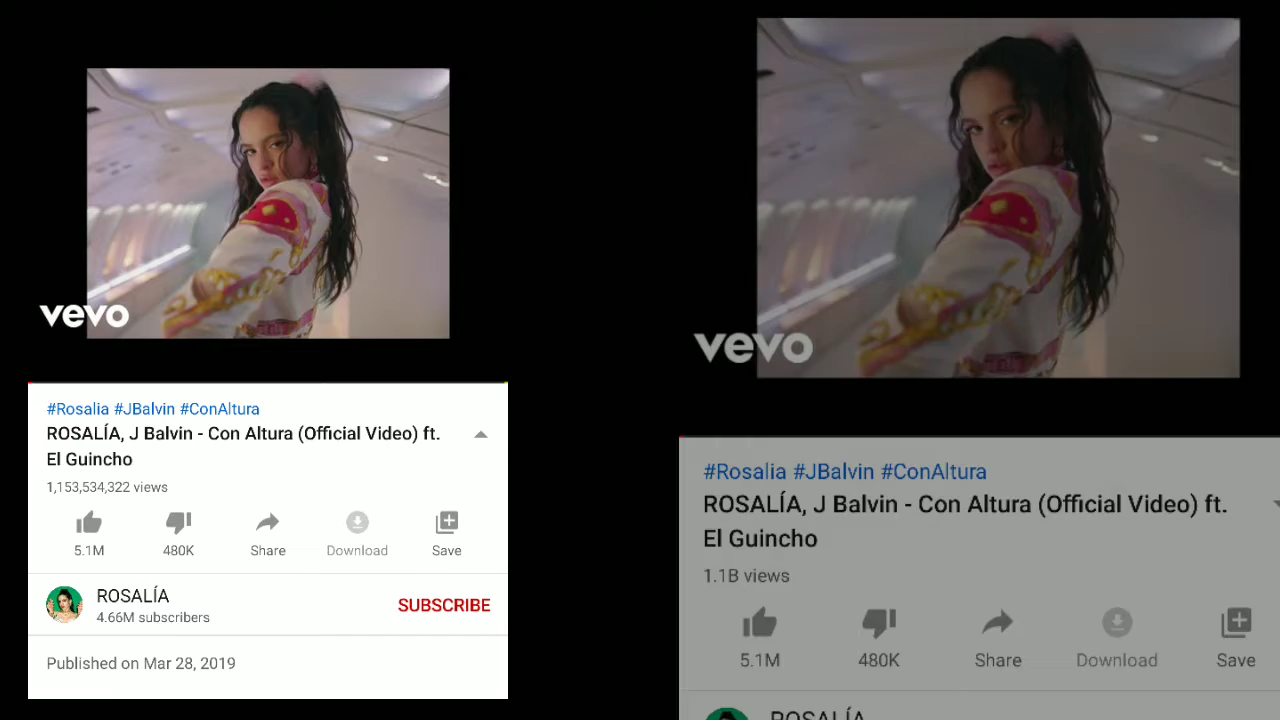 vevo
#Rosalia #JBalvin #ConAltura
ROSALÍA, J Balvin - Con Altura (Official Video) ft.
El Guincho
1,153,534,322 views
5.1M 480K Share Download Save
ROSALÍA
4.66M subscribers
SUBSCRIBE
Published on Mar 28, 2019
vevo
#Rosalia #JBalvin #ConAltura
ROSALÍA, J Balvin - Con Altura (Official Video) ft.
El Guincho
1.1B views
5.1M 480K Share Download Save
ROSALÍA